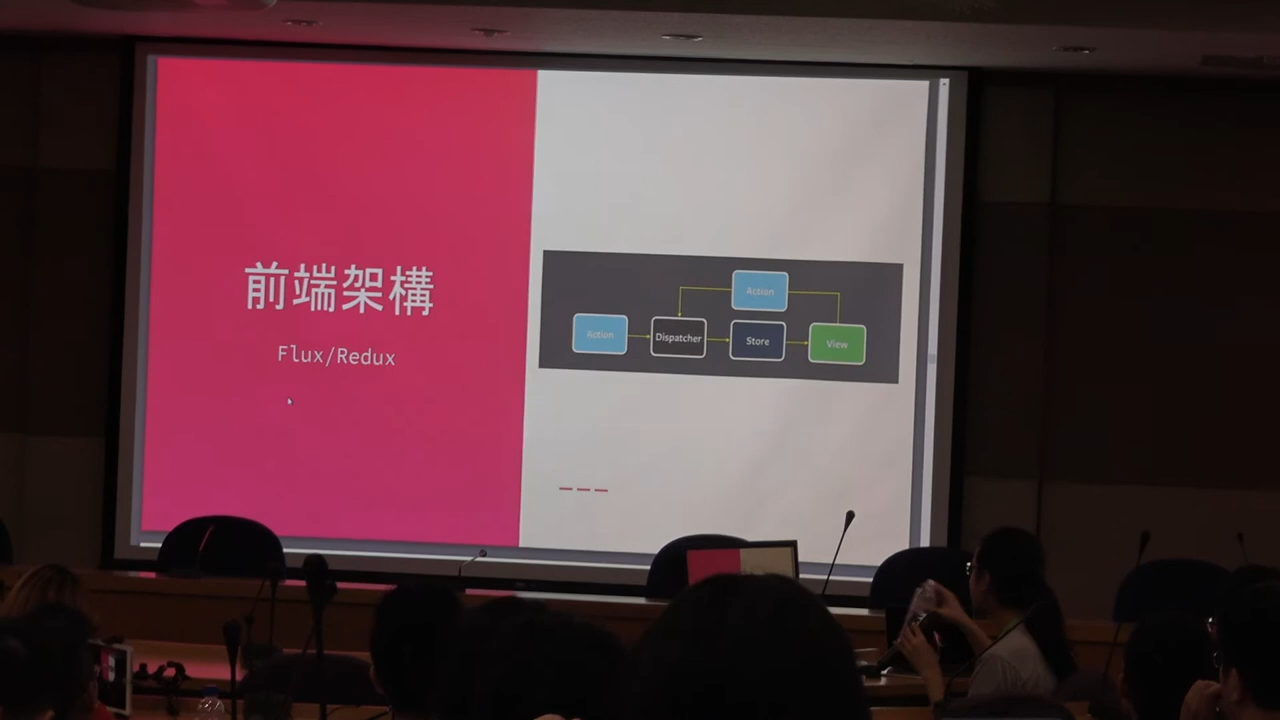 前端架構
Flux/Redux
Action
Action
Dispatcher
Store
View